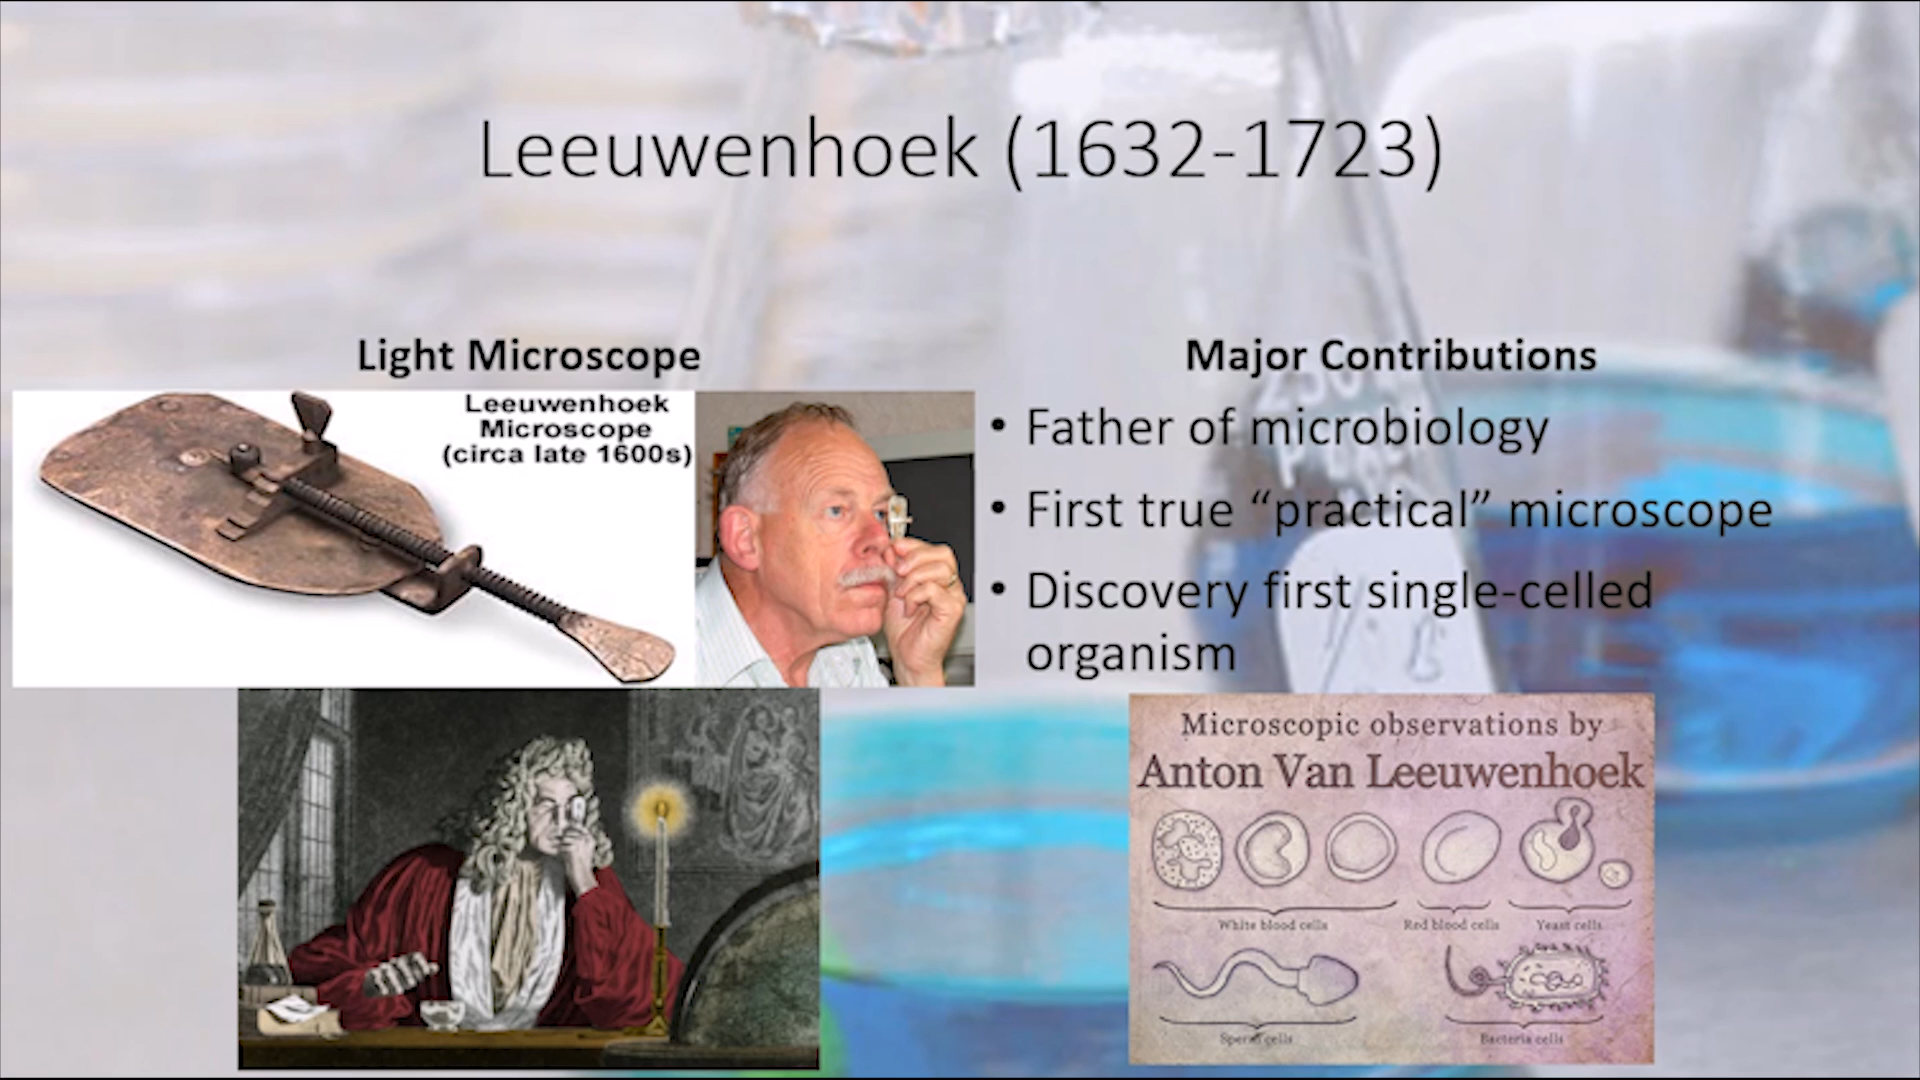 Leeuwenhoek (1632-1723)
Light Microscope
Leeuwenhoek
Microscope
(circa late 1600s)
Major Contributions
• Father of microbiology
• First true “practical” microscope
• Discovery first single-celled
organism
Microscopic observations by
Anton Van Leeuwenhoek
White blood cells
Red blood cells
Yeast cells
Sperm cells
Bacteria cells